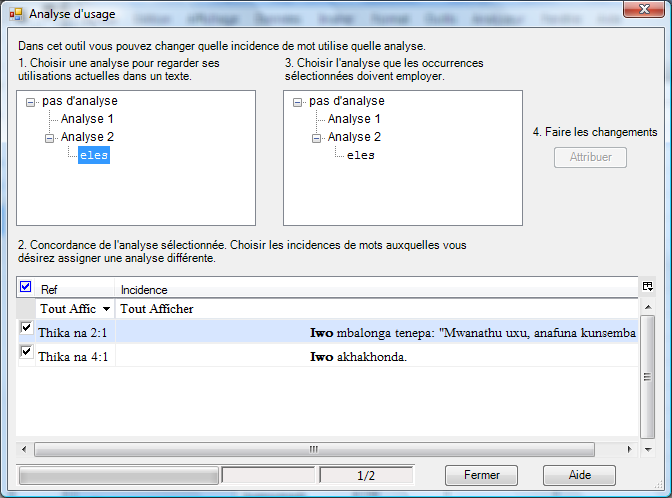 Analyse d'usage
Dans cet outil vous pouvez changer quelle incidence de mot utilise quelle analyse.
1. Choisir une analyse pour regarder ses
utilisations actuelles dans un texte.
pas d'analyse
Analyse 1
Analyse 2
eles
3. Choisir l'analyse que les occurrences
sélectionnées doivent employer.
pas d'analyse
Analyse 1
Analyse 2
eles
4. Faire les changements
Attribuer
2. Concordance de l'analyse sélectionnée. Choisir les incidences de mots auxquelles vous
désirez assigner une analyse différente.
Ref Incidence
Tout Affic Tout Afficher
Thika na 2:1 Iwo mbalonga tenepa: "Mwanathu uxu, anafuna kunsemba
Thika na 4:1 Iwo akhakhonda.
1/2 Fermer Aide